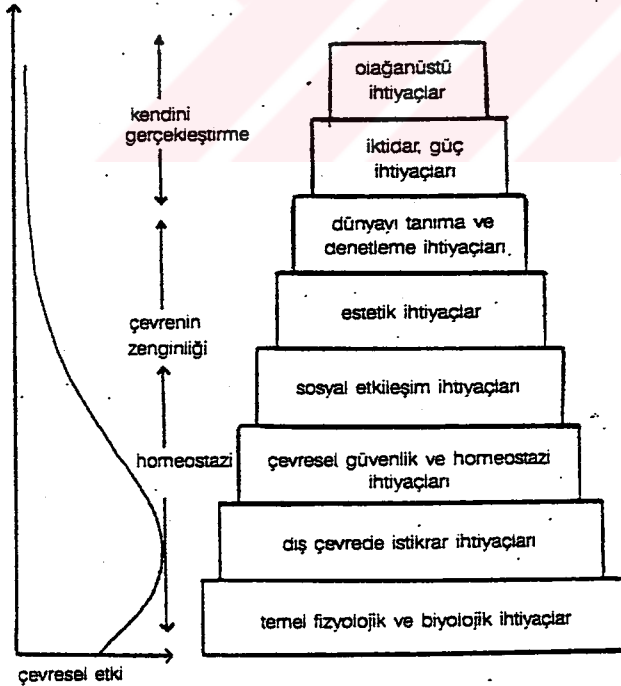 kendini
gerçekleştirme
çevrenin
zenginliği
homeostazi
çevresel etki
olağanüstü
ihtiyaçlar
iktidar, güç
ihtiyaçları
dünyayı tanıma ve
denetleme ihtiyaçları
estetik ihtiyaçlar
sosyal etkileşim ihtiyaçları
çevresel güvenlik ve homeostazi
ihtiyaçları
dış çevrede istikrar ihtiyaçları
temel fizyolojik ve biyolojik ihtiyaçlar